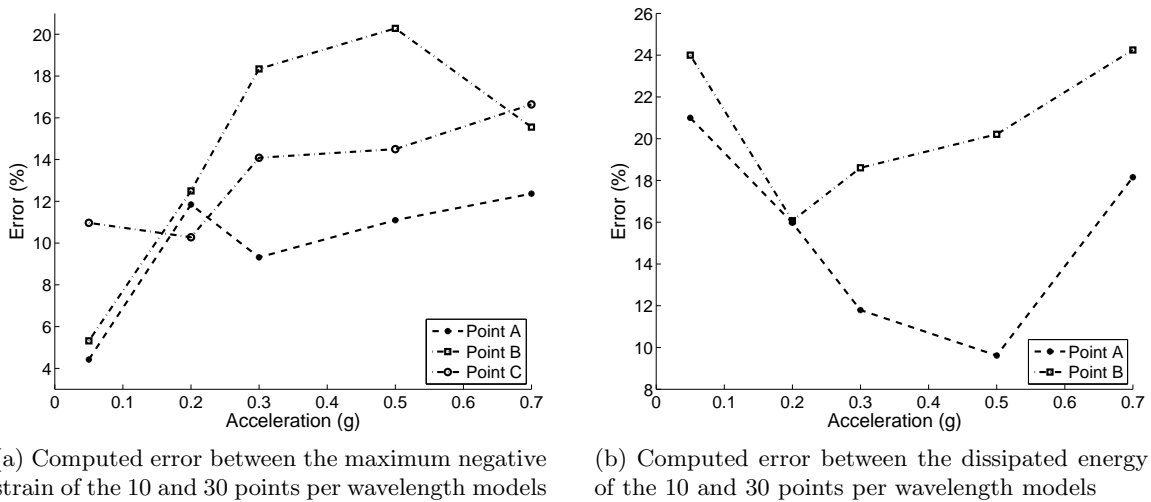 20
18
16
14
12
10
8
6
4
Error (%)
0 0.1 0.2 0.3 0.4 0.5 0.6 0.7
Acceleration (g)
Point A
Point B
Point C
26
24
22
20
18
16
14
12
10
8
Error (%)
0 0.1 0.2 0.3 0.4 0.5 0.6 0.7
Acceleration (g)
Point A
Point B
a) Computed error between the maximum negative
strain of the 10 and 30 points per wavelength models
(b) Computed error between the dissipated energy
of the 10 and 30 points per wavelength models